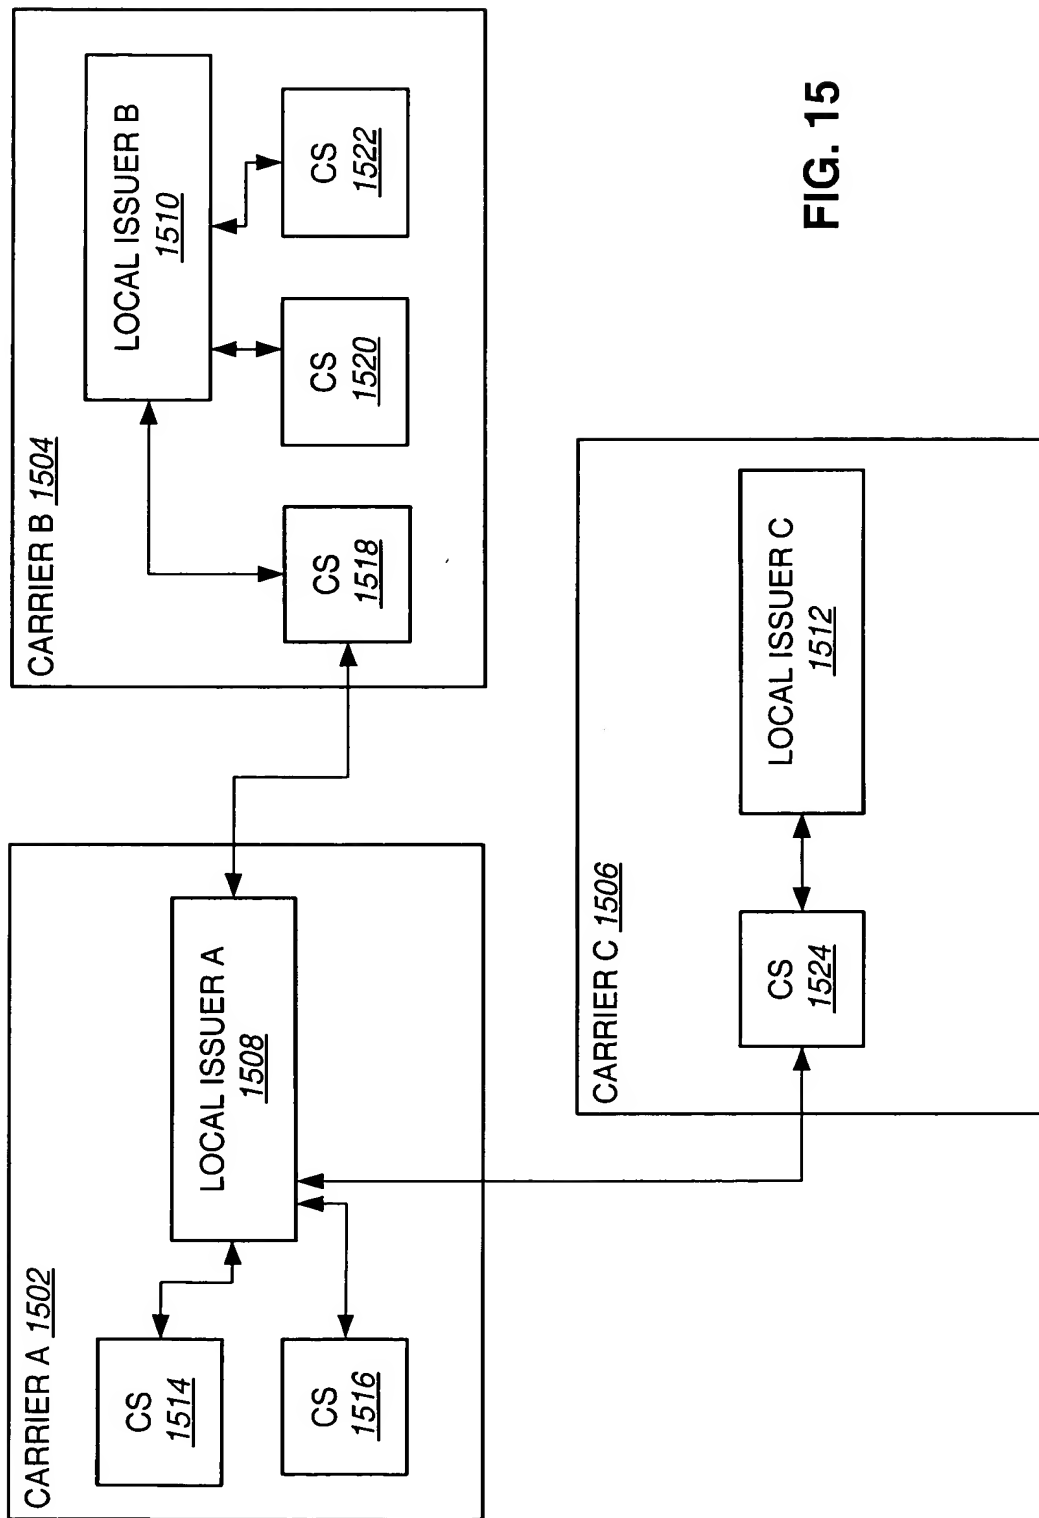 CARRIER A 1502
CS
1514
CS
1516
LOCAL ISSUER A
1508
CARRIER B 1504
LOCAL ISSUER B
1510
CS
1518
CS
1520
CS
1522
CARRIER C 1506
CS
1524
LOCAL ISSUER C
1512
FIG. 15